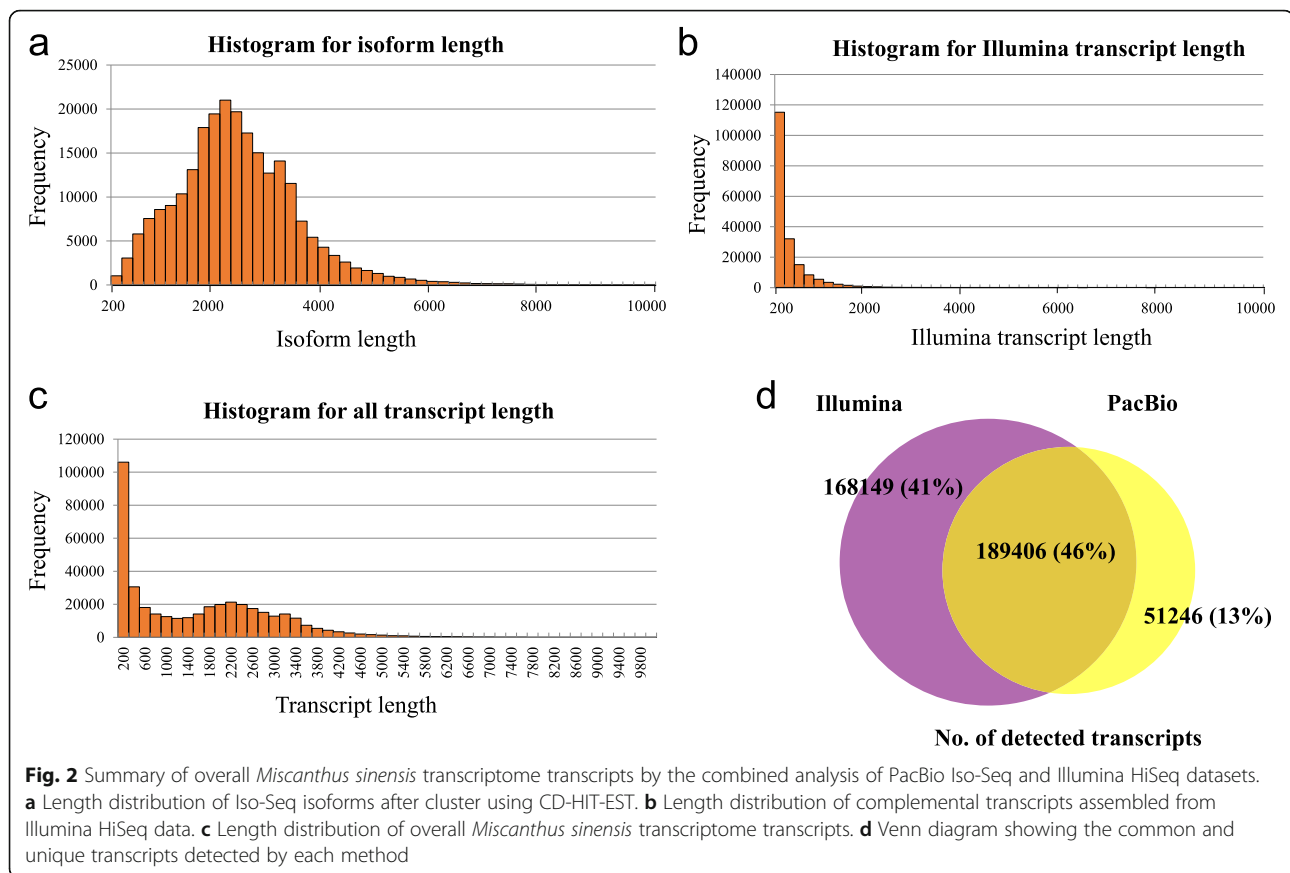 a
Histogram for isoform length
25000
20000
15000
10000
5000
0
Frequency
200 2000 4000 6000 8000 10000
Isoform length
b
Histogram for Illumina transcript length
140000
120000
100000
80000
60000
40000
20000
0
Frequency
200 2000 4000 6000 8000 10000
Illumina transcript length
c
Histogram for all transcript length
120000
100000
80000
60000
40000
20000
0
Frequency
200 600 1000 1400 1800 2200 2600 3000 3400 3800 4200 4600 5000 5400 5800 6200 6600 7000 7400 7800 8200 8600 9000 9400 9800
Transcript length
d
Illumina PacBio
168149 (41%)
189406 (46%)
51246 (13%)
No. of detected transcripts
Fig. 2 Summary of overall Miscanthus sinensis transcriptome transcripts by the combined analysis of PacBio Iso-Seq and Illumina HiSeq datasets.
a Length distribution of Iso-Seq isoforms after cluster using CD-HIT-EST. b Length distribution of complemental transcripts assembled from
Illumina HiSeq data. c Length distribution of overall Miscanthus sinensis transcriptome transcripts. d Venn diagram showing the common and
unique transcripts detected by each method